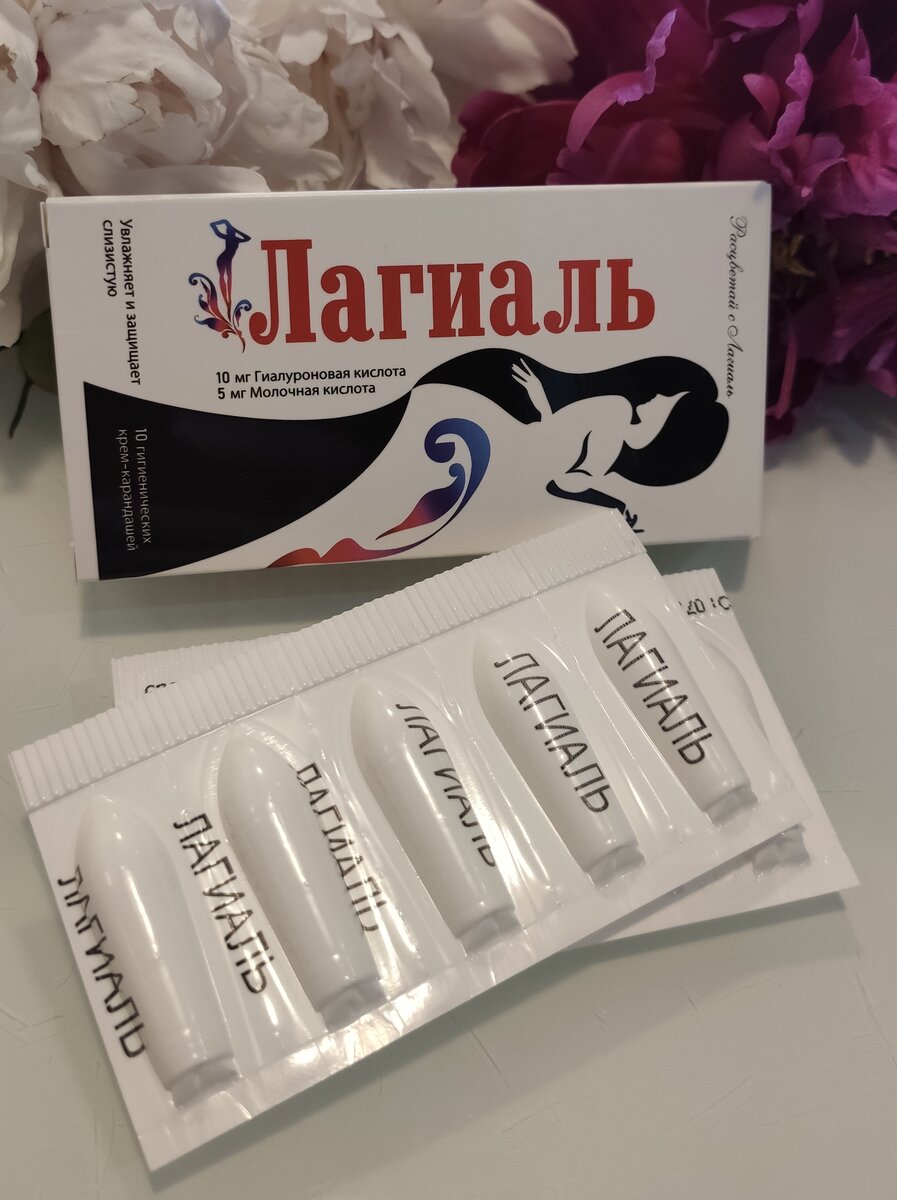 Увлажняет и защищает
слизистую
Лагиаль
10 мг Гиалуроновая кислота
5 мг Молочная кислота
Расцветай с Лагиаль
10 гигиенических
крем-карандашей
ЛАГИАЛЬ
ЛАГИАЛЬ
ЛАГИАЛЬ
ЛАГИАЛЬ
ЛАГИАЛЬ
ЛАГИАЛЬ